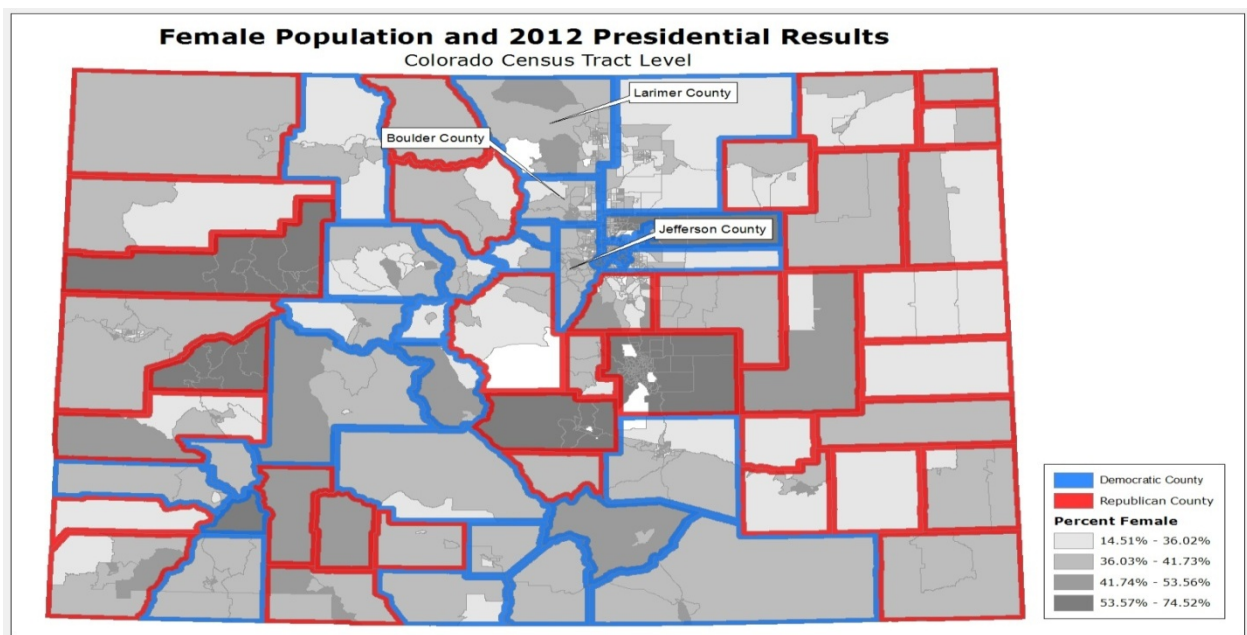 Female Population and 2012 Presidential Results
Colorado Census Tract Level
Larimer County
Boulder County
Jefferson County
Democratic County
Republican County
Percent Female
14.51% - 36.02%
36.03% - 41.73%
41.74% - 53.56%
53.57% - 74.52%